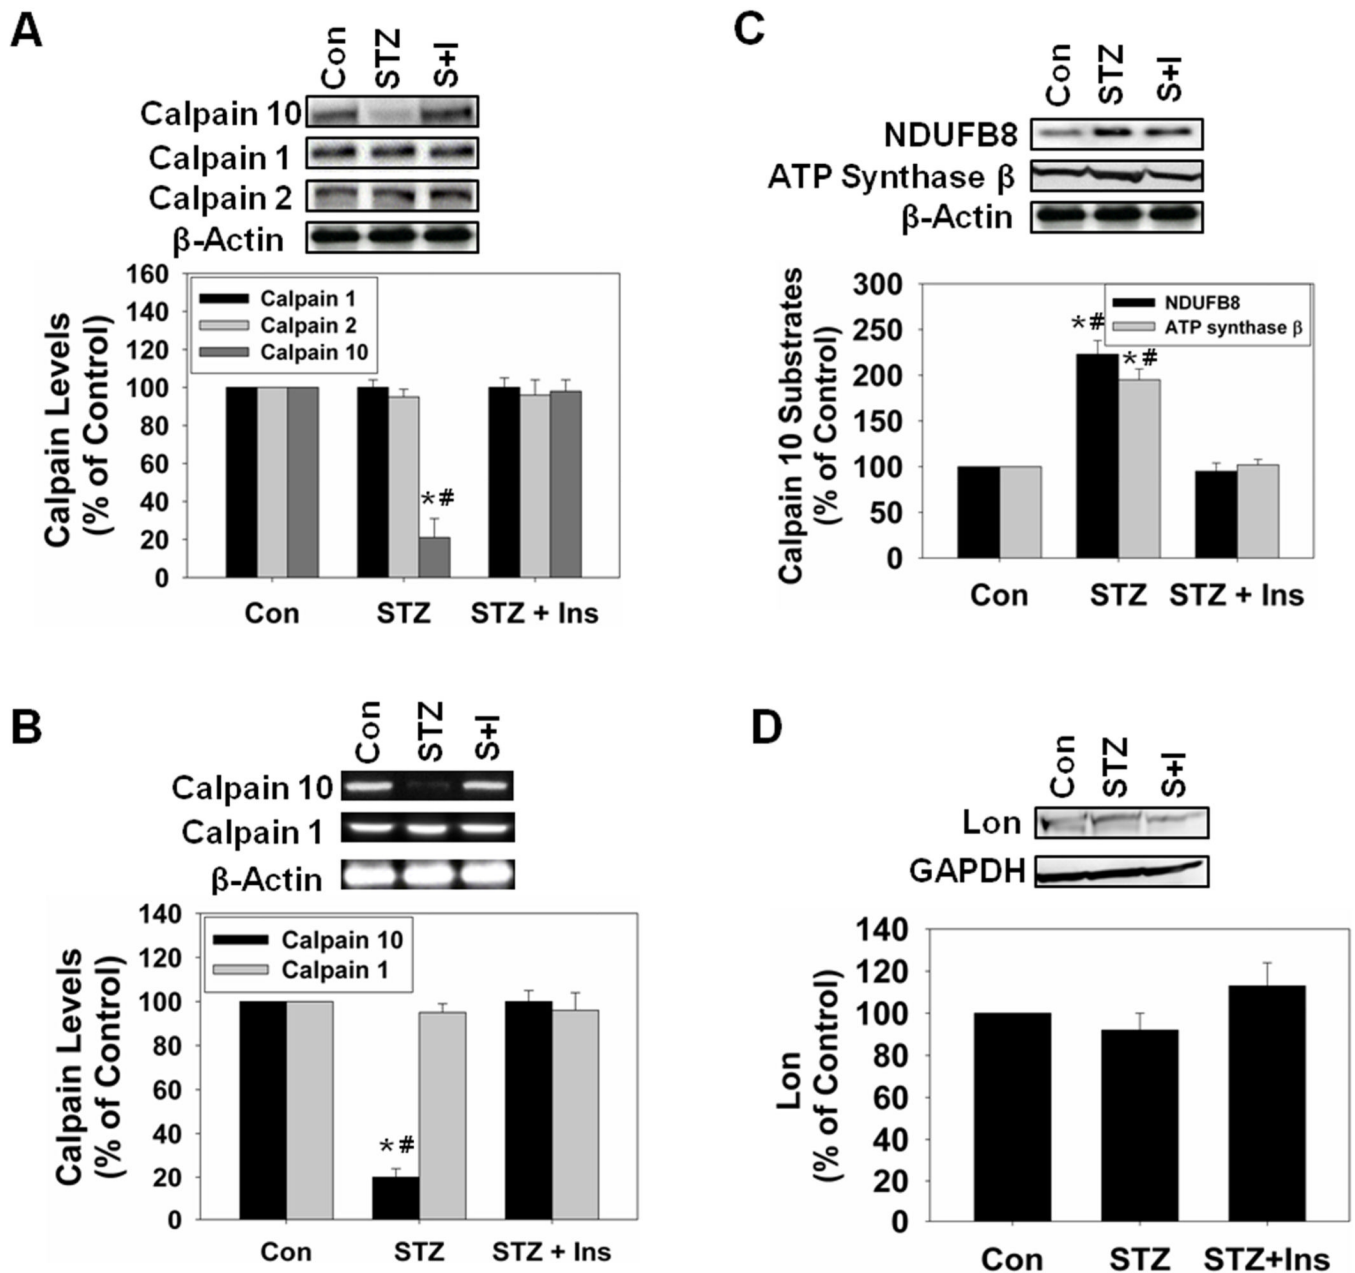 A
Con STZ S+I
Calpain 10
Calpain 1
Calpain 2
β-Actin
Calpain Levels
(% of Control)
160
140
120
100
80
60
40
20
0
Calpain 1
Calpain 2
Calpain 10
*#
Con STZ STZ + Ins
B
Con STZ S+I
Calpain 10
Calpain 1
β-Actin
Calpain Levels
(% of Control)
140
120
100
80
60
40
20
0
Calpain 10
Calpain 1
*#
Con STZ STZ + Ins
C
Con STZ S+I
NDUFB8
ATP Synthase β
β-Actin
Calpain 10 Substrates
(% of Control)
300
250
200
150
100
50
0
NDUFB8
ATP synthase β
*#
*#
Con STZ STZ + Ins
D
Con STZ S+I
Lon
GAPDH
Lon
(% of Control)
140
120
100
80
60
40
20
0
Con STZ STZ+Ins